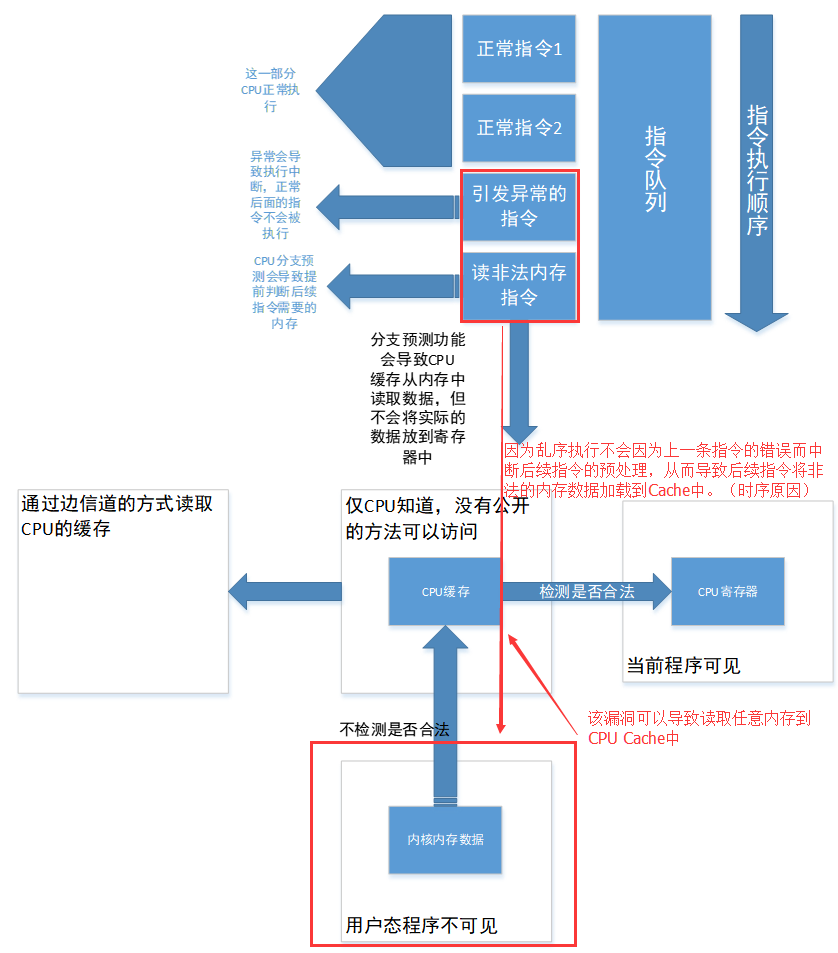 正常指令1
这一部分
CPU正常执
行
正常指令2
指令队列
指令执行顺序
异常会导
致执行中
断，正常
后面的指
令不会被
执行
引发异常的
指令
CPU分支预
测会导致提
前判断后续
指令需要的
内存
读非法内存
指令
分支预测功能
会导致CPU
缓存从内存中
读取数据，但
不会将实际的
数据放到寄存
器中
因为乱序执行不会因为上一条指令的错误而中
断后续指令的预处理，从而导致后续指令将非
法的内存数据加载到Cache中。（时序原因）
通过边信道的方式读取
CPU的缓存
仅CPU知道，没有公开
的方法可以访问
CPU缓存
检测是否合法
CPU寄存器
当前程序可见
不检测是否合法
该漏洞可以导致读取任意内存到
CPU Cache中
内核内存数据
用户态程序不可见